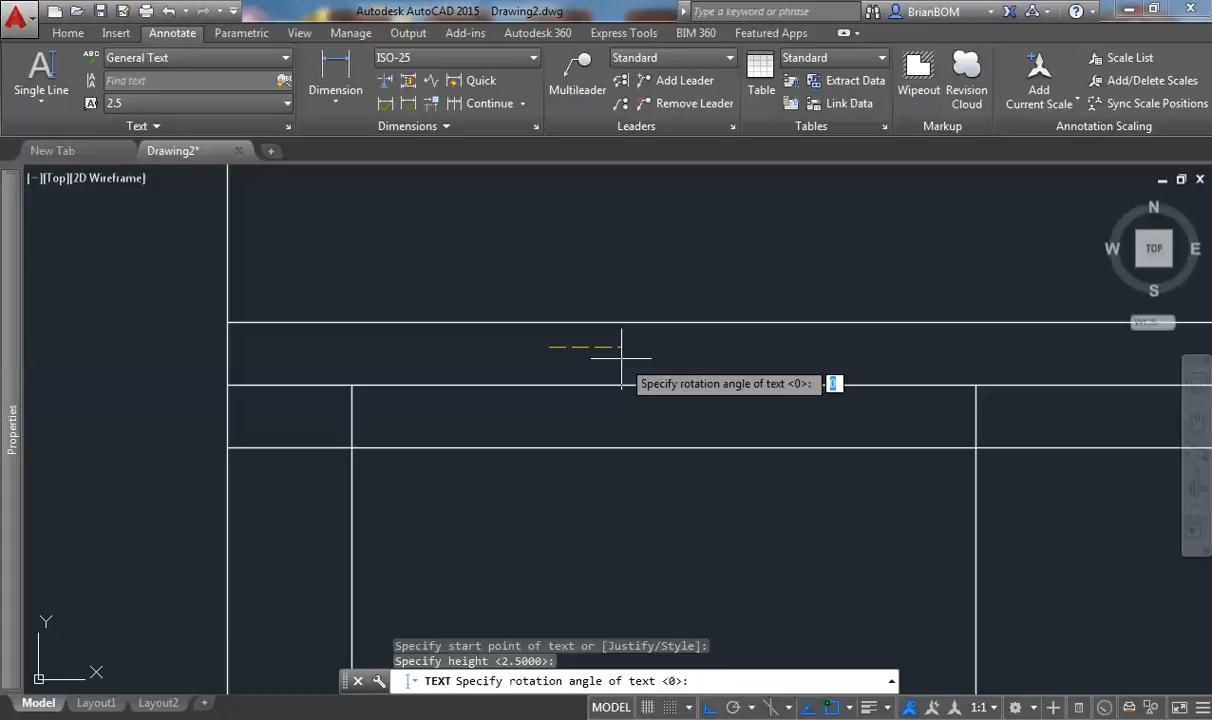 Autodesk AutoCAD 2015 Drawing2.dwg
Type a keyword or phrase
BrianBOM
Home Insert Annotate Parametric View Manage Output Add-ins Autodesk 360 Express Tools BIM 360 Featured Apps
A
Single Line
ABC
General Text
Find text
2.5
Text
Dimension
ISO-25
Quick
Continue
Dimensions
Multileader
Standard
Add Leader
Remove Leader
Leaders
Table
Standard
Extract Data
Link Data
Tables
Wipeout
Revision
Cloud
Markup
Add
Current Scale
Scale List
Add/Delete Scales
Sync Scale Positions
Annotation Scaling
New Tab Drawing2*
[−][Top][2D Wireframe]
N
W TOP E
S
WCS
Properties
Specify rotation angle of text <0>: 0
Y
X
Specify start point of text or [Justify/Style]:
Specify height <2.5000>:
TEXT Specify rotation angle of text <0>:
Model Layout1 Layout2 +
MODEL
1:1